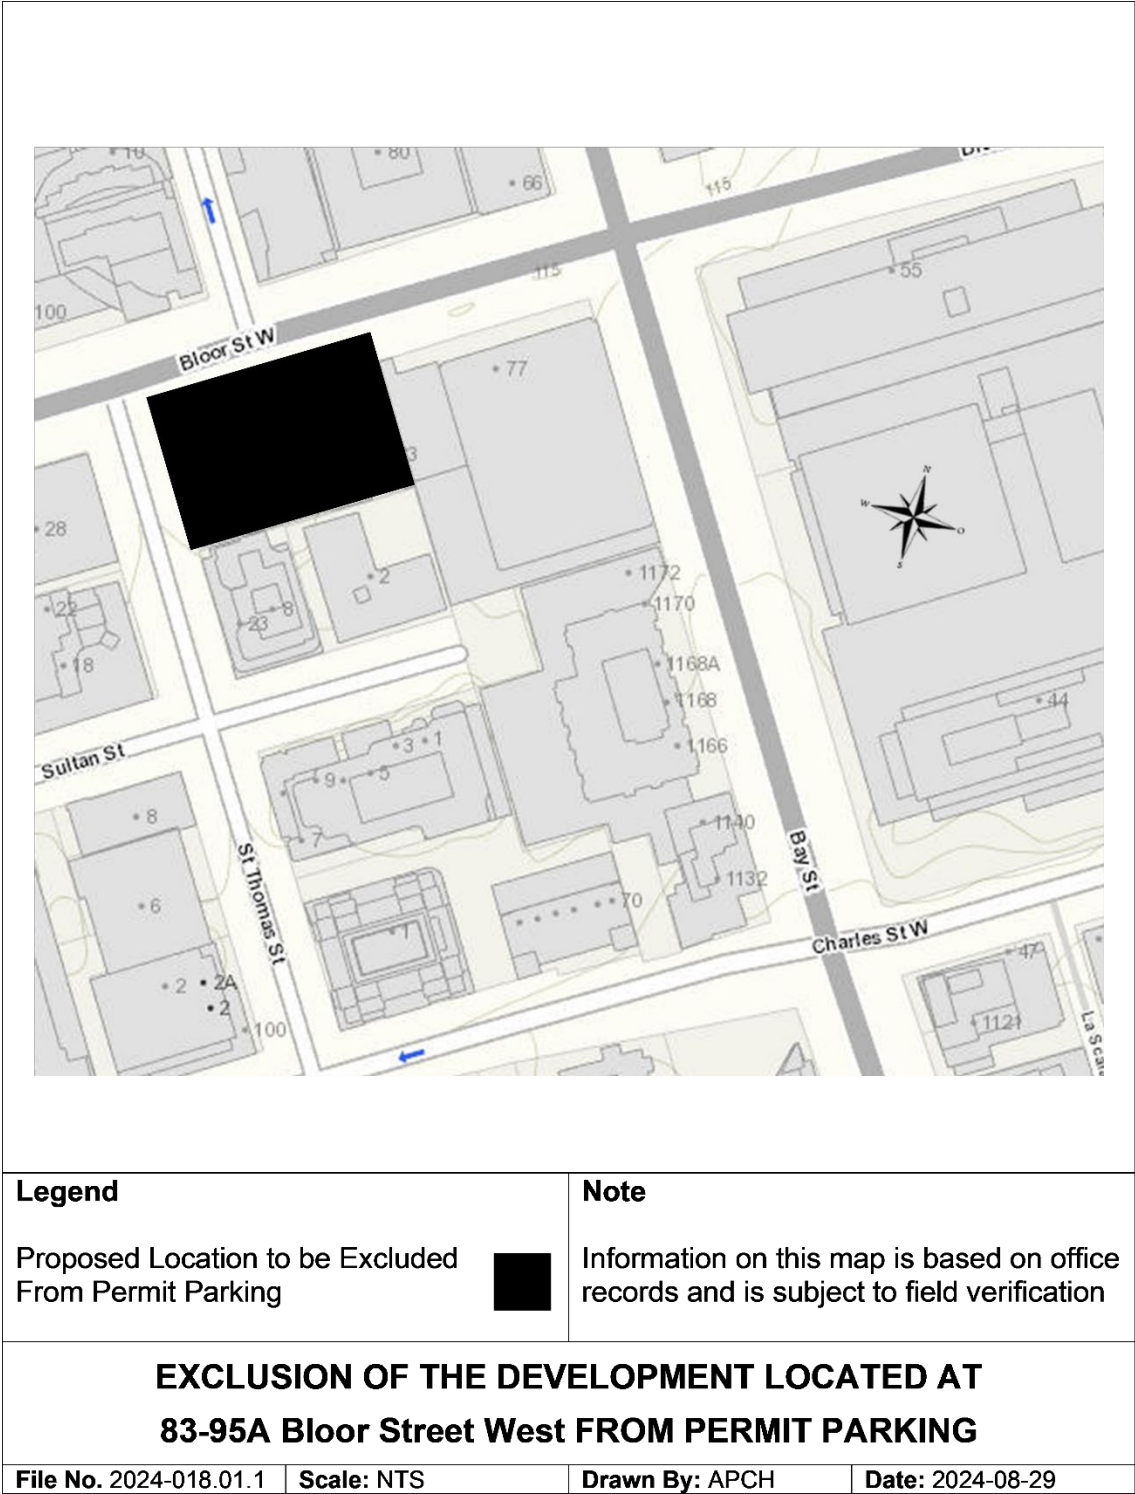 10
80
66
115
100
115
55
Bloor St W
77
3
28
N
W
O
S
2
8
23
22
18
1172
1170
1168A
1168
1166
44
Sultan St
3
1
9
5
7
8
1140
1132
Bay St
St Thomas St
6
70
7
Charles St W
47
2
2A
2
100
1121
La Scala
Legend
Proposed Location to be Excluded
From Permit Parking
Note
Information on this map is based on office
records and is subject to field verification
EXCLUSION OF THE DEVELOPMENT LOCATED AT
83-95A Bloor Street West FROM PERMIT PARKING
File No. 2024-018.01.1
Scale: NTS
Drawn By: APCH
Date: 2024-08-29